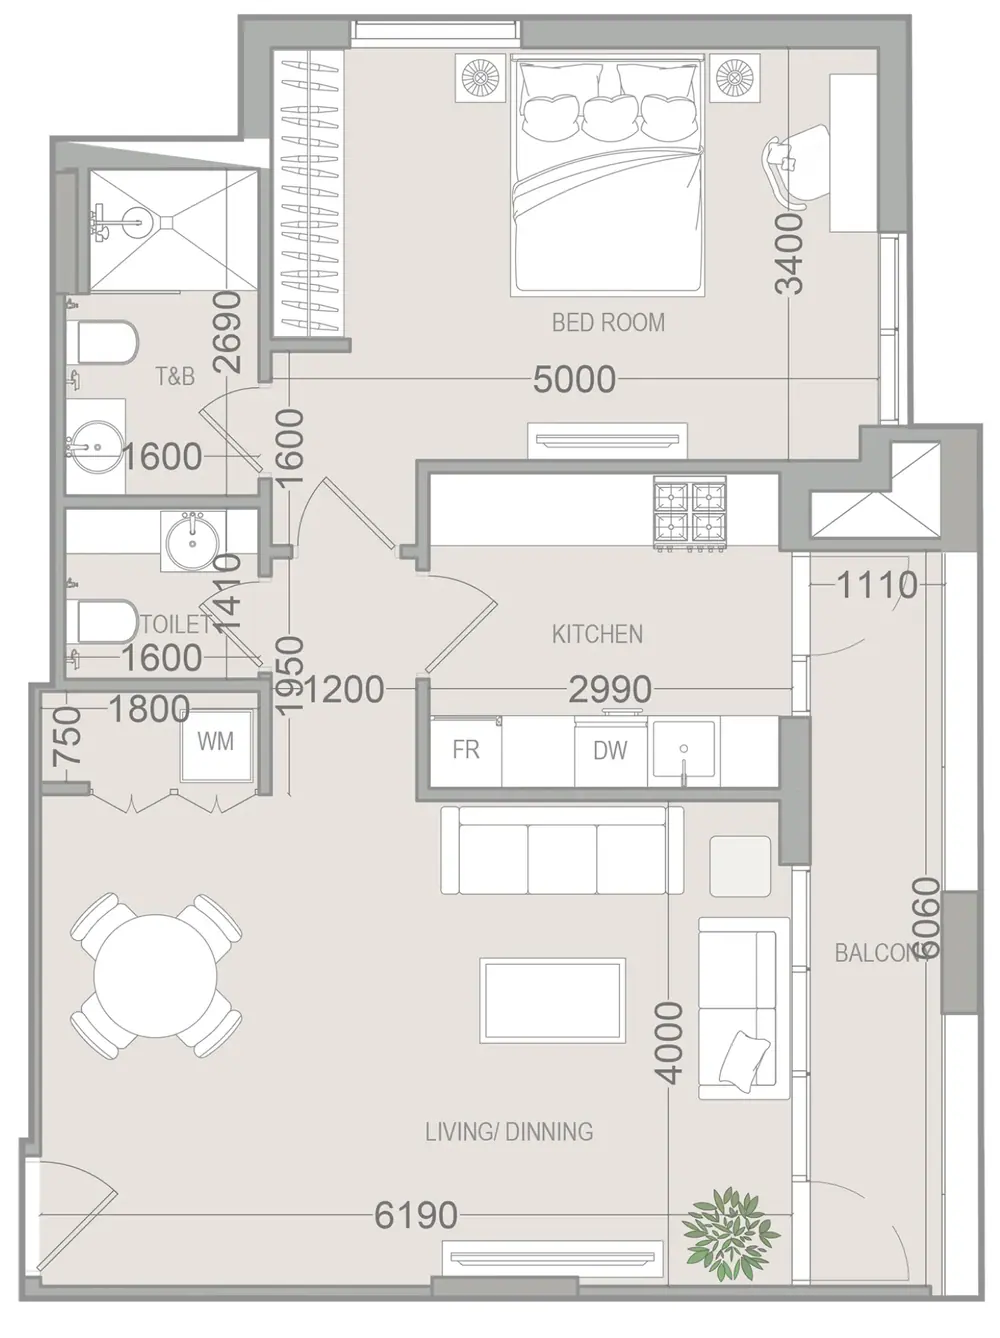 3400
BED ROOM
2690
T&B
5000
1600
1600
1410
TOILET
1600
1110
KITCHEN
1950
1200
2990
1800
750
WM
FR
DW
6060
BALCONY
4000
LIVING/ DINNING
6190